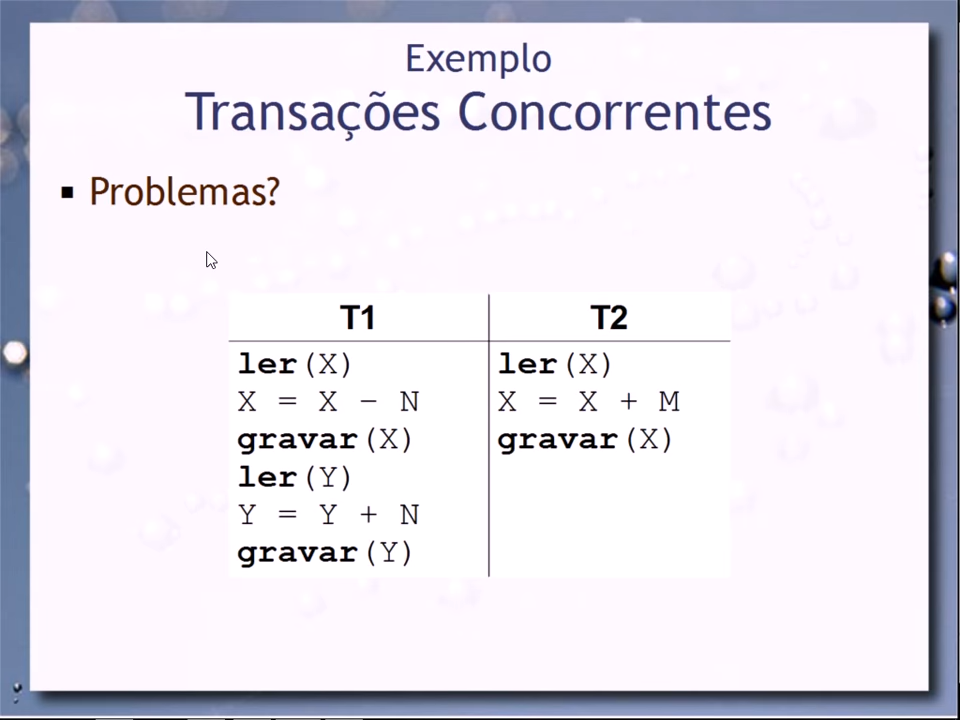 Exemplo
Transações Concorrentes
▪ Problemas?
T1 T2
ler(X) ler(X)
X = X − N X = X + M
gravar(X) gravar(X)
ler(Y)
Y = Y + N
gravar(Y)